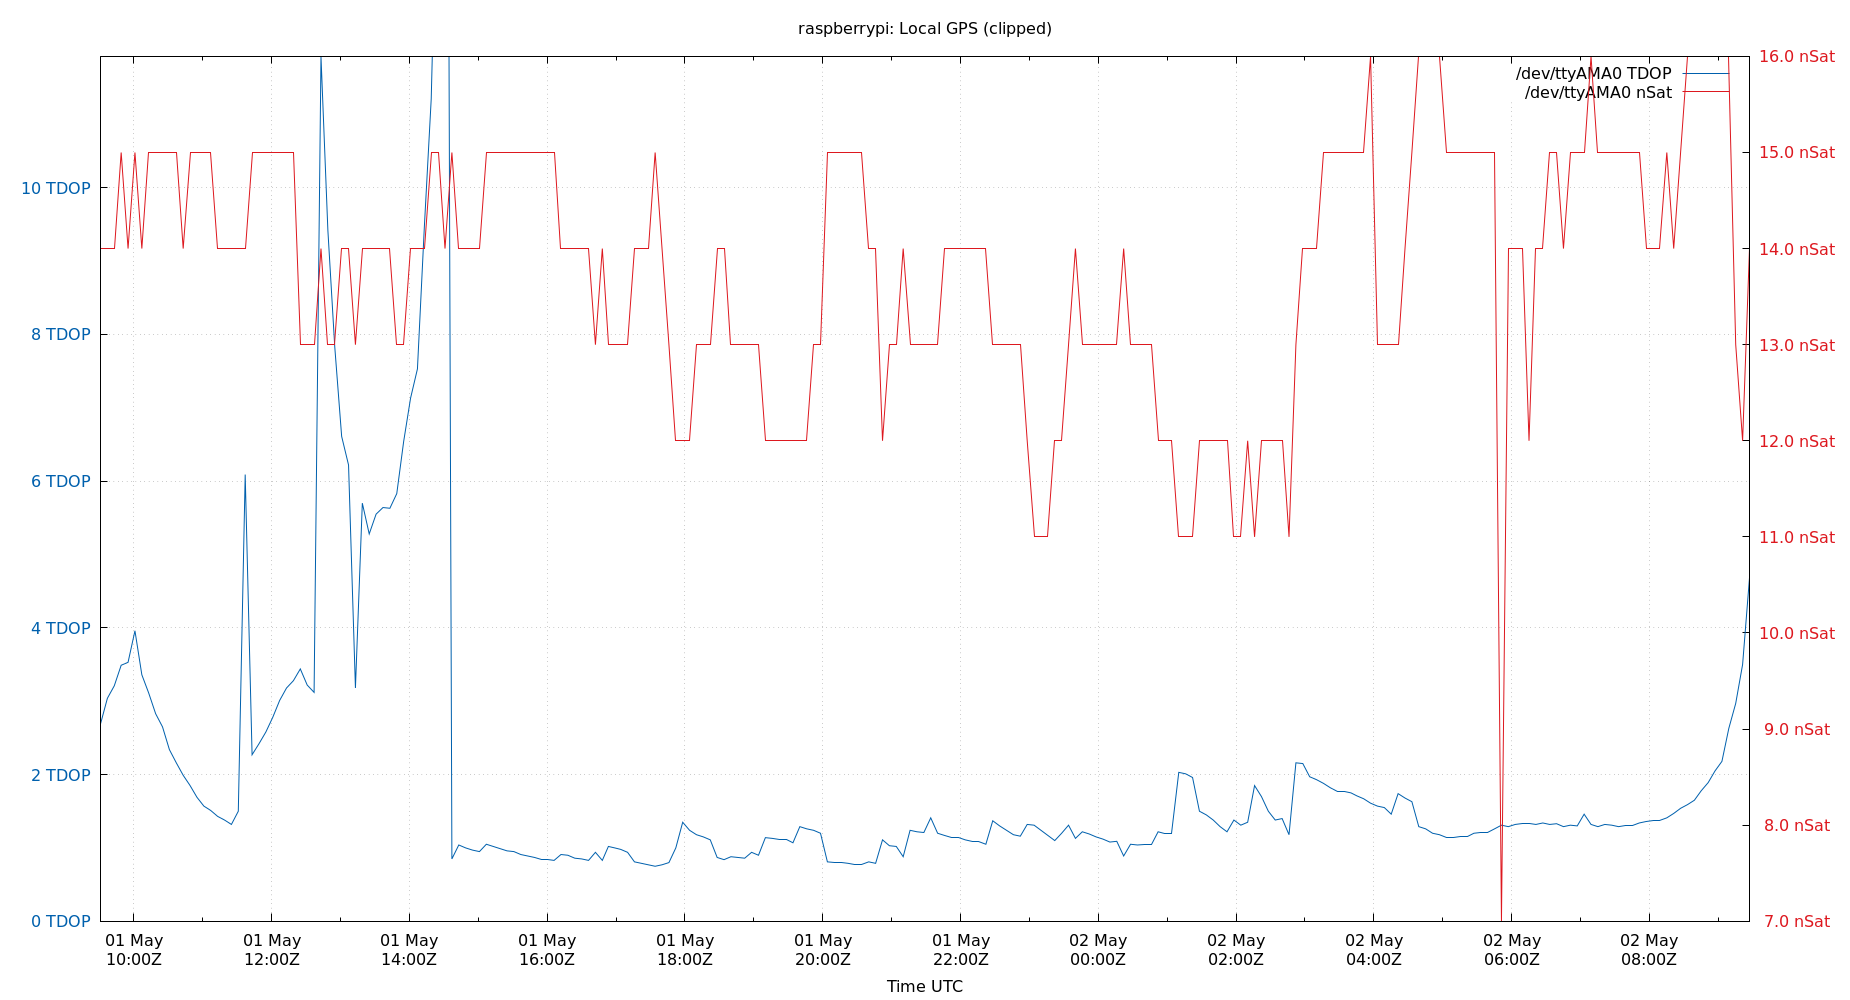 raspberrypi: Local GPS (clipped)
16.0 nSat
/dev/ttyAMA0 TDOP
/dev/ttyAMA0 nSat
15.0 nSat
10 TDOP
14.0 nSat
8 TDOP
13.0 nSat
12.0 nSat
6 TDOP
11.0 nSat
4 TDOP
10.0 nSat
9.0 nSat
2 TDOP
8.0 nSat
0 TDOP
7.0 nSat
01 May 01 May 01 May 01 May 01 May 01 May 01 May 02 May 02 May 02 May 02 May 02 May
10:00Z 12:00Z 14:00Z 16:00Z 18:00Z 20:00Z 22:00Z 00:00Z 02:00Z 04:00Z 06:00Z 08:00Z
Time UTC